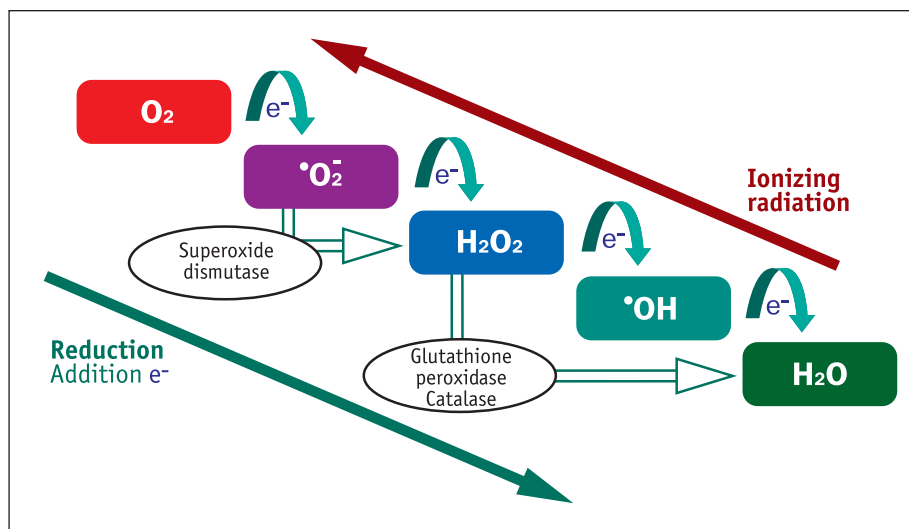 O₂
e-
•O₂⁻
e-
Ionizing
radiation
Superoxide
dismutase
H₂O₂
e-
•OH
e-
Reduction
Addition e-
Glutathione
peroxidase
Catalase
H₂O